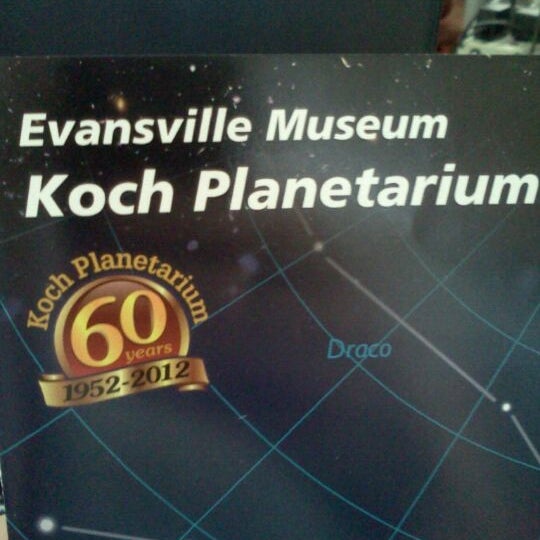 Evansville Museum
Koch Planetarium
Koch Planetarium
60
years
1952-2012
Draco